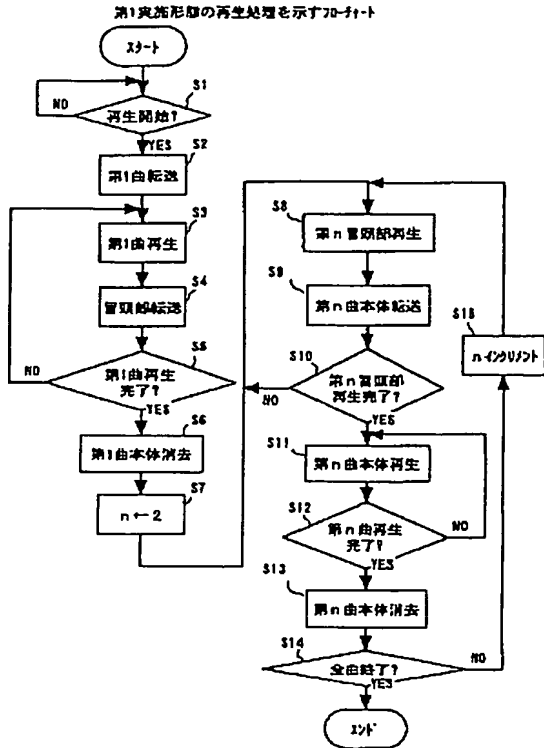 第1実施形態の再生処理を示すフローチャート
スタート
S1
再生開始?
NO
YES
S2
第1曲転送
S3
第1曲再生
S4
冒頭部転送
S5
第1曲再生
完了?
NO
YES
S6
第1曲本体消去
S7
n←2
S8
第n冒頭部再生
S9
第n曲本体転送
S10
第n冒頭部
再生完了?
NO
YES
S11
第n曲本体再生
S12
第n曲再生
完了?
NO
YES
S13
第n曲本体消去
S14
全曲終了?
NO
YES
S15
nインクリメント
エンド